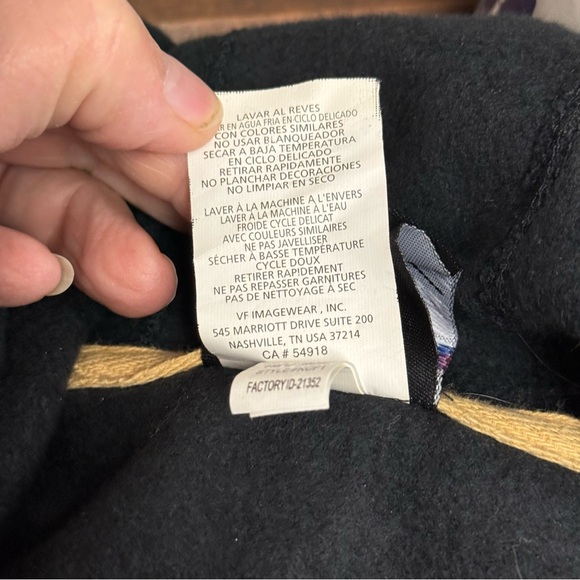 LAVAR AL REVES
ER EN AGUA FRIA EN CICLO DELICADO
CON COLORES SIMILARES
NO USAR BLANQUEADOR
SECAR A BAJA TEMPERATURA
EN CICLO DELICADO
RETIRAR RAPIDAMENTE
NO PLANCHAR DECORACIONES
NO LIMPIAR EN SECO
LAVER À LA MACHINE À L'ENVERS
LAVER À LA MACHINE À L'EAU
FROIDE CYCLE DELICAT
AVEC COULEURS SIMILAIRES
NE PAS JAVELLISER
SÉCHER À BASSE TEMPÉRATURE
CYCLE DOUX
RETIRER RAPIDEMENT
NE PAS REPASSER GARNITURES
PAS DE NETTOYAGE À SEC
VF IMAGEWEAR , INC.
545 MARRIOTT DRIVE SUITE 200
NASHVILLE, TN USA 37214
CA # 54918
FACTORYID-21352